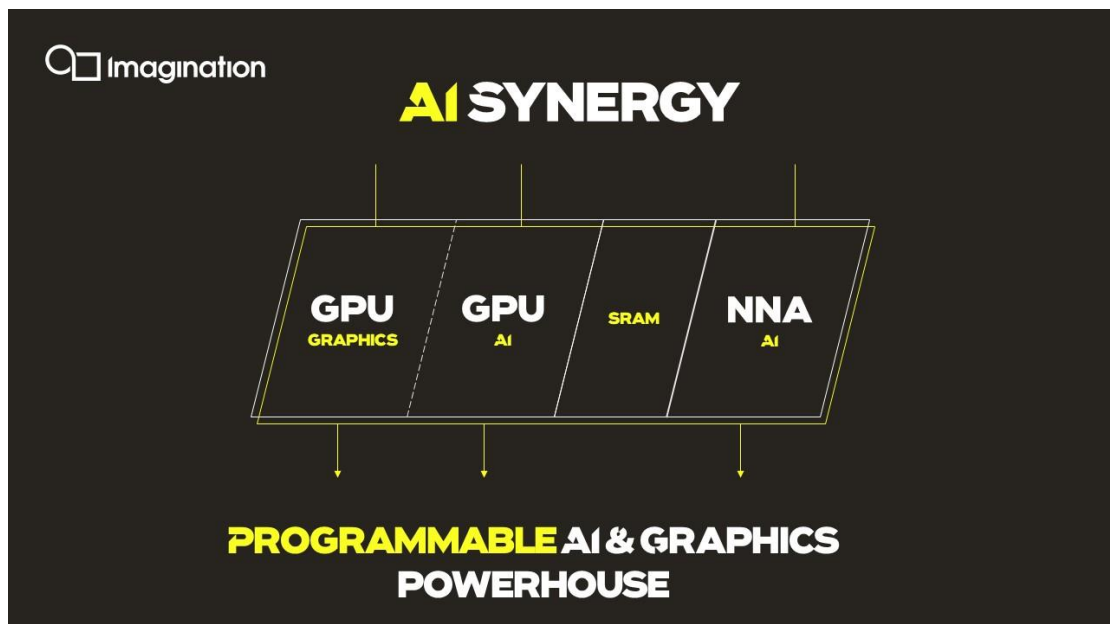 Imagination
AI SYNERGY
GPU
GRAPHICS
GPU
AI
SRAM
NNA
AI
PROGRAMMABLE AI & GRAPHICS
POWERHOUSE